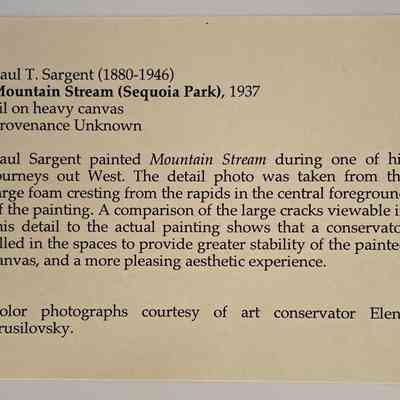 aul T. Sargent (1880-1946)
Mountain Stream (Sequoia Park), 1937
il on heavy canvas
rovenance Unknown
aul Sargent painted Mountain Stream during one of hi
ourneys out West. The detail photo was taken from th
arge foam cresting from the rapids in the central foreground
f the painting. A comparison of the large cracks viewable i
his detail to the actual painting shows that a conservato
lled in the spaces to provide greater stability of the painte
anvas, and a more pleasing aesthetic experience.
olor photographs courtesy of art conservator Elen
rusilovsky.